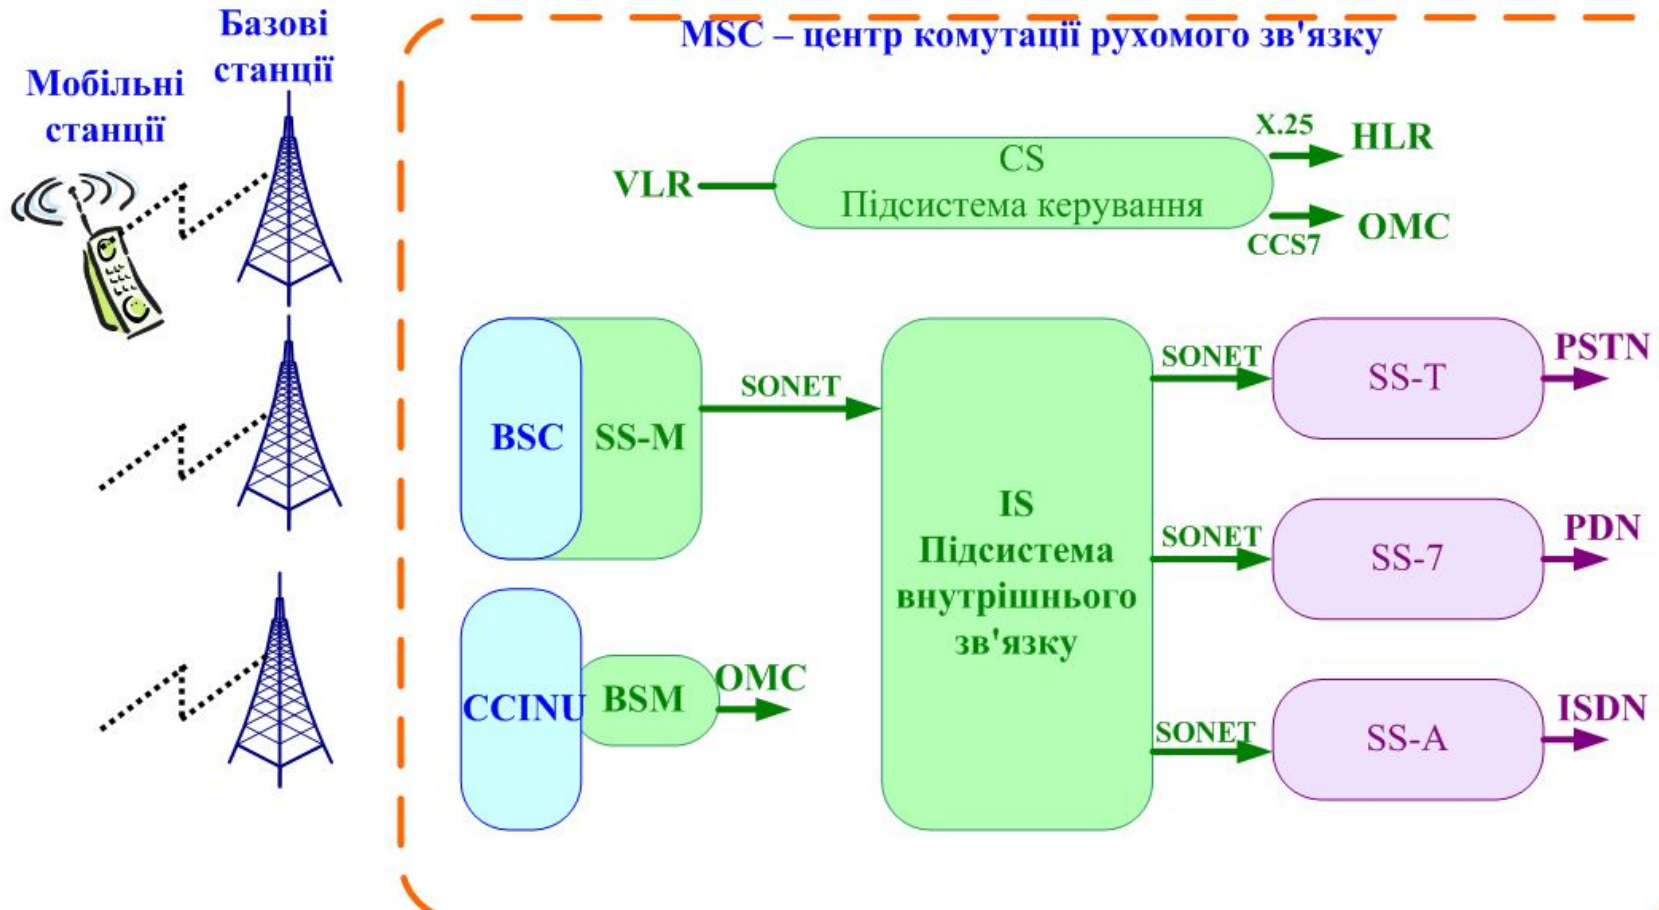 Базові
станції
MSC – центр комутації рухомого зв'язку
Мобільні
станції
X.25
HLR
CS
VLR
Підсистема керування
OMC
CCS7
SONET
SONET
PSTN
SS-T
BSC
SS-M
IS
Підсистема
внутрішнього
зв'язку
SONET
PDN
SS-7
CCINU
BSM
OMC
SONET
ISDN
SS-A